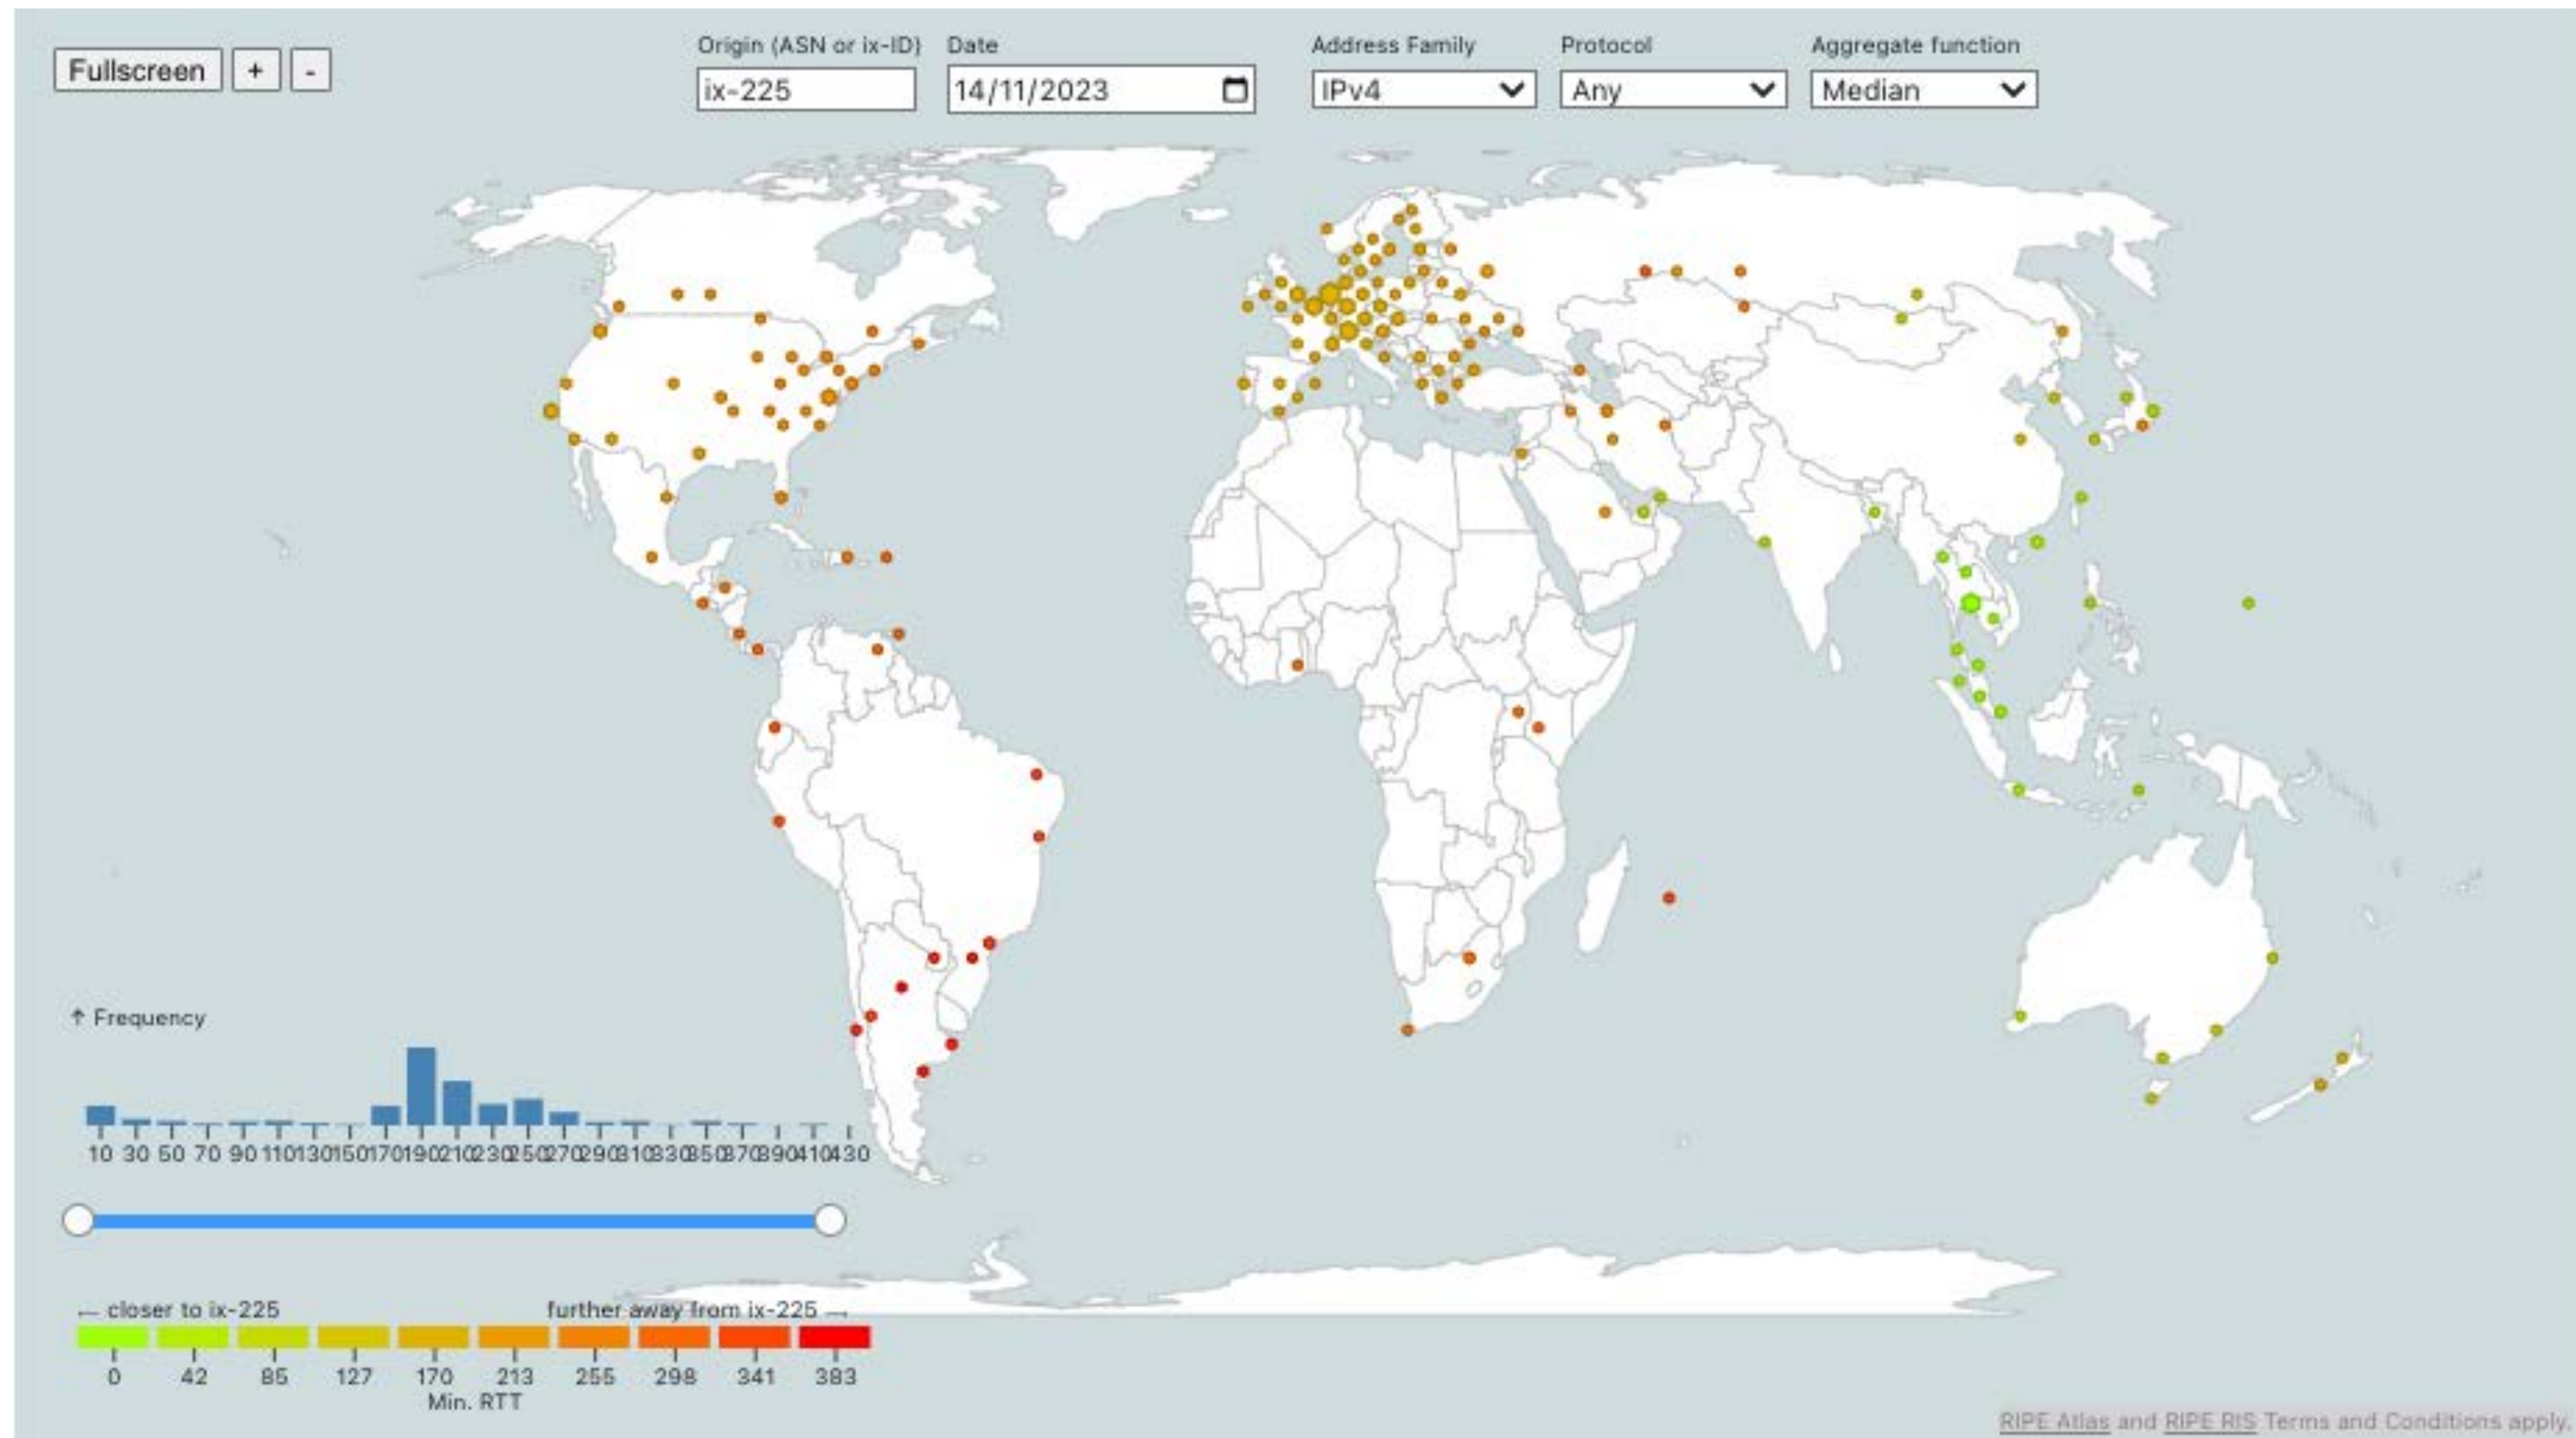 Origin (ASN or ix-ID) Date Address Family Protocol Aggregate function
Fullscreen + - ix-225 14/11/2023 IPv4 Any Median
↑ Frequency
10 30 50 70 90 110 130 150 170 190 210 230 250 270 290 310 330 350 370 390 410 430
← closer to ix-225 further away from ix-225 →
0 42 85 127 170 213 255 298 341 383
Min. RTT
RIPE Atlas and RIPE RIS Terms and Conditions apply.